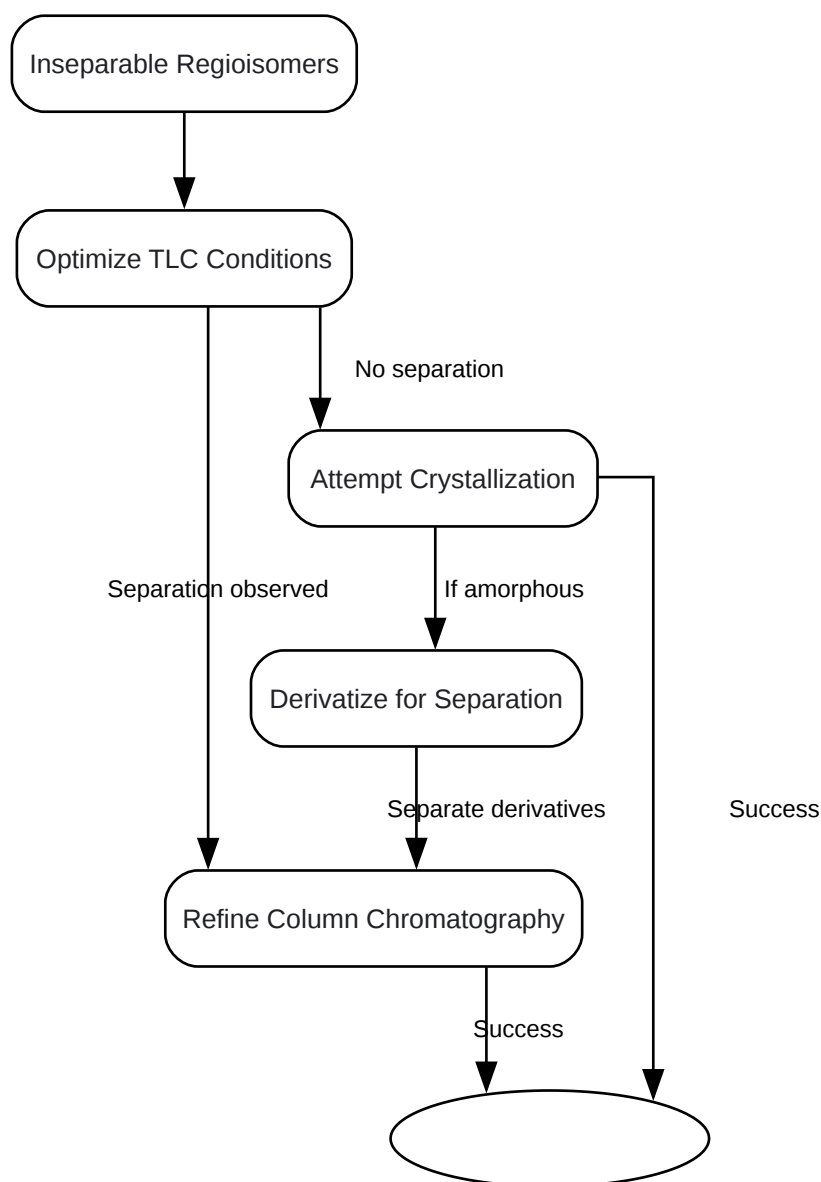 Inseparable Regioisomers
Optimize TLC Conditions
No separation
Attempt Crystallization
Separation observed
If amorphous
Derivatize for Separation
Separate derivatives
Success
Refine Column Chromatography
Success